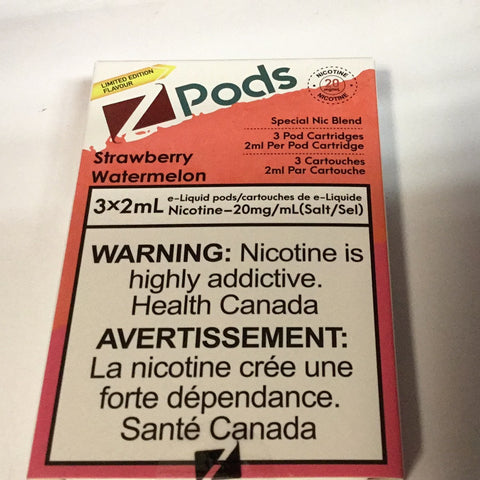 LIMITED EDITION
FLAVOUR
Z Pods
NICOTINE
20
mg/mL
NICOTINE
Special Nic Blend
3 Pod Cartridges
2ml Per Pod Cartridge
3 Cartouches
2ml Par Cartouche
Strawberry
Watermelon
3×2mL
e-Liquid pods/cartouches de e-Liquide
Nicotine-20mg/mL(Salt/Sel)
WARNING: Nicotine is
highly addictive.
Health Canada
AVERTISSEMENT:
La nicotine crée une
forte dépendance.
Santé Canada
Z